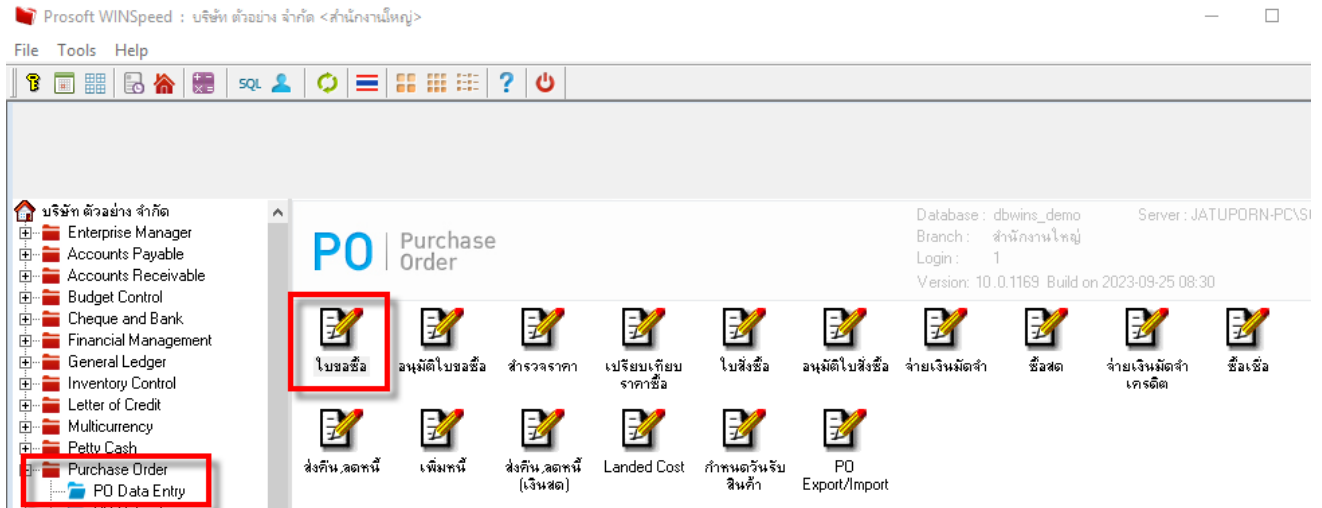 Prosoft WINSpeed : บริษัท ตัวอย่าง จำกัด <สำนักงานใหญ่>
File Tools Help
SQL ?
บริษัท ตัวอย่าง จำกัด
Enterprise Manager
Accounts Payable
Accounts Receivable
Budget Control
Cheque and Bank
Financial Management
General Ledger
Inventory Control
Letter of Credit
Multicurrency
Petty Cash
Purchase Order
PO Data Entry
PO Purchase
Order
Database : dbwins_demo Server : JATUPORN-PC\
Branch : สำนักงานใหญ่
Login : 1
Version: 10.0.1169 Build on 2023-09-25 08:30
ใบขอซื้อ อนุมัติใบขอซื้อ สำรวจราคา เปรียบเทียบ ใบสั่งซื้อ อนุมัติใบสั่งซื้อ จ่ายเงินมัดจำ ซื้อสด จ่ายเงินมัดจำ ซื้อเชื่อ
ราคาซื้อ เครดิต
ส่งคืน,ลดหนี้ เพิ่มหนี้ ส่งคืน,ลดหนี้ Landed Cost กำหนดวันรับ PO
(เงินสด) สินค้า Export/Import